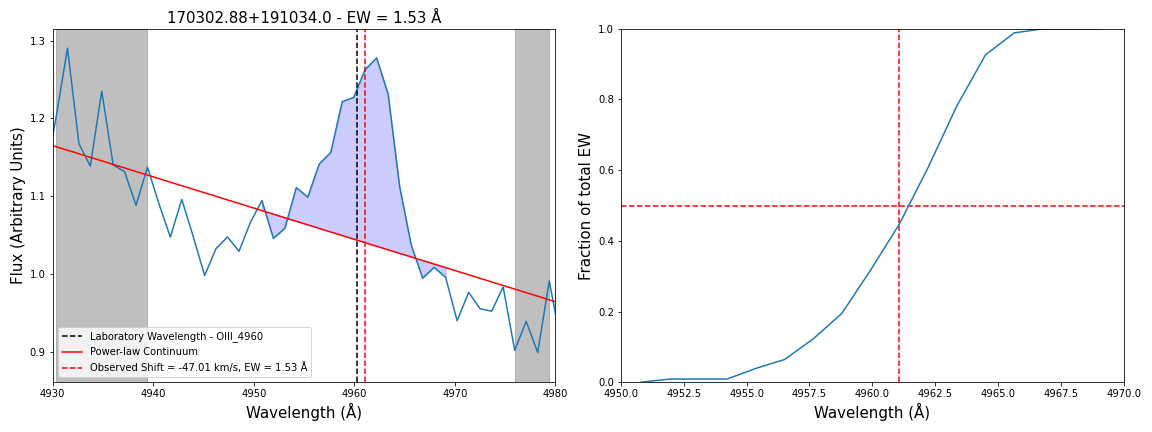 170302.88+191034.0 - EW = 1.53 Å
1.3
1.2
1.1
1.0
0.9
Flux (Arbitrary Units)
Laboratory Wavelength - OIII_4960
Power-law Continuum
Observed Shift = -47.01 km/s, EW = 1.53 Å
4930 4940 4950 4960 4970 4980
Wavelength (Å)
1.0
0.8
0.6
0.4
0.2
0.0
Fraction of total EW
4950.0 4952.5 4955.0 4957.5 4960.0 4962.5 4965.0 4967.5 4970.0
Wavelength (Å)